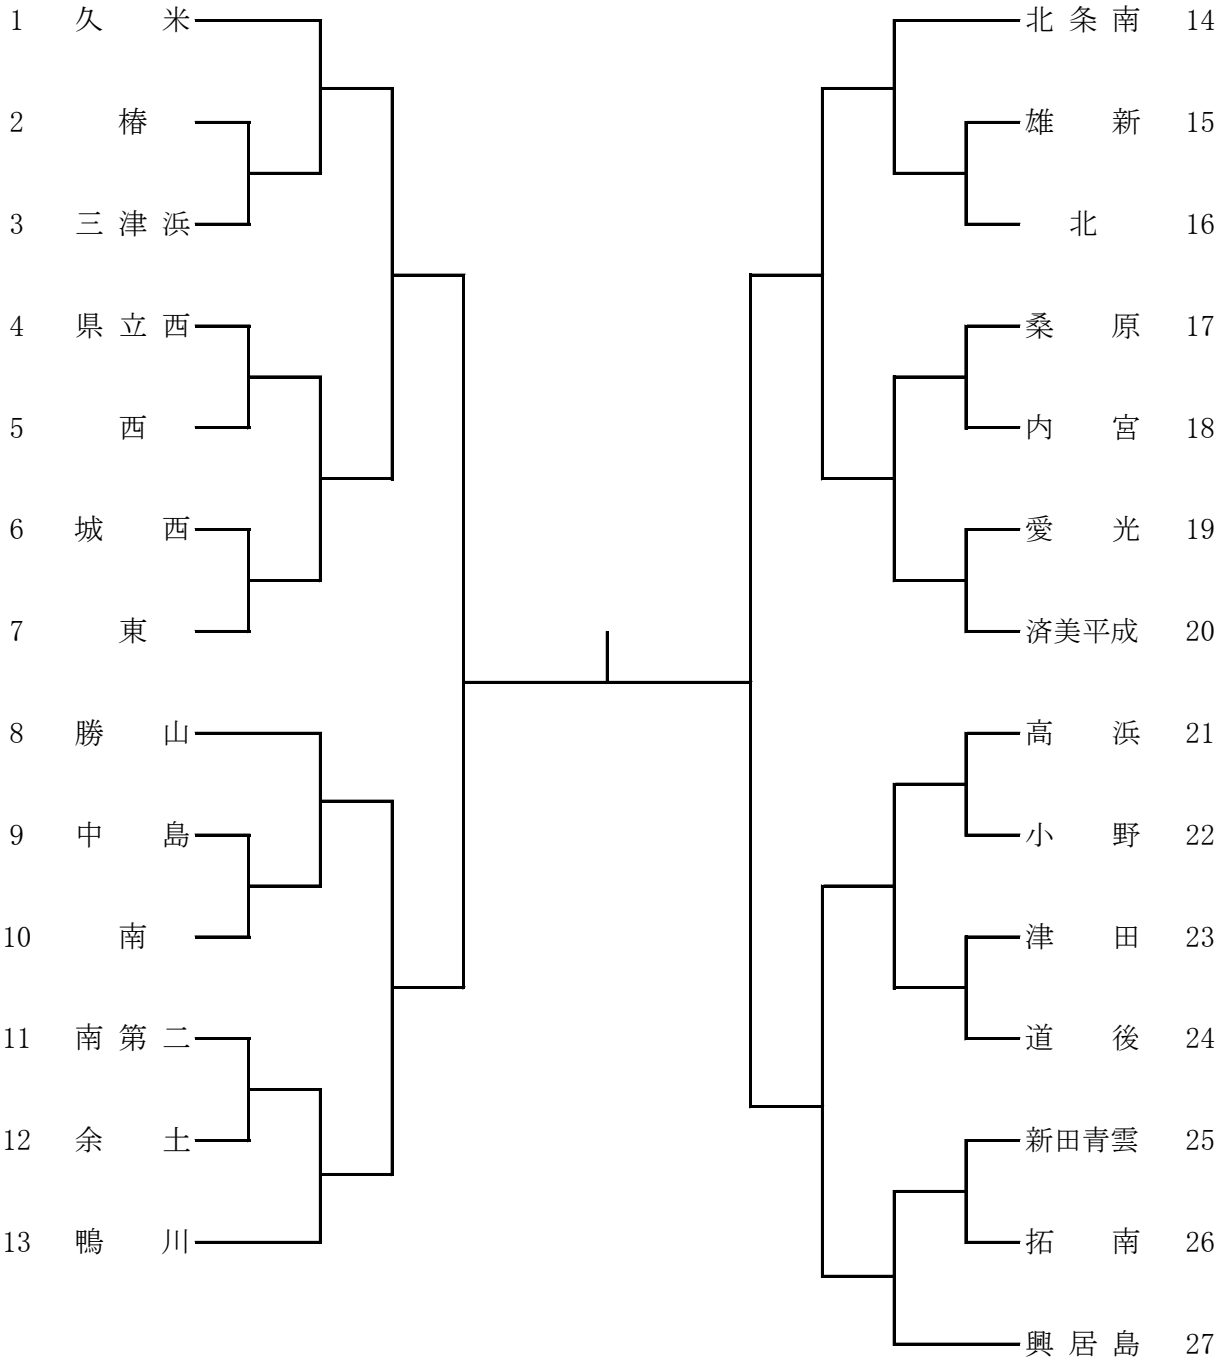 1 久米
2 椿
3 三津浜
4 県立西
5 西
6 城西
7 東
8 勝山
9 中島
10 南
11 南第二
12 余土
13 鴨川
北条南 14
雄新 15
北 16
桑原 17
内宮 18
愛光 19
済美平成 20
高浜 21
小野 22
津田 23
道後 24
新田青雲 25
拓南 26
興居島 27